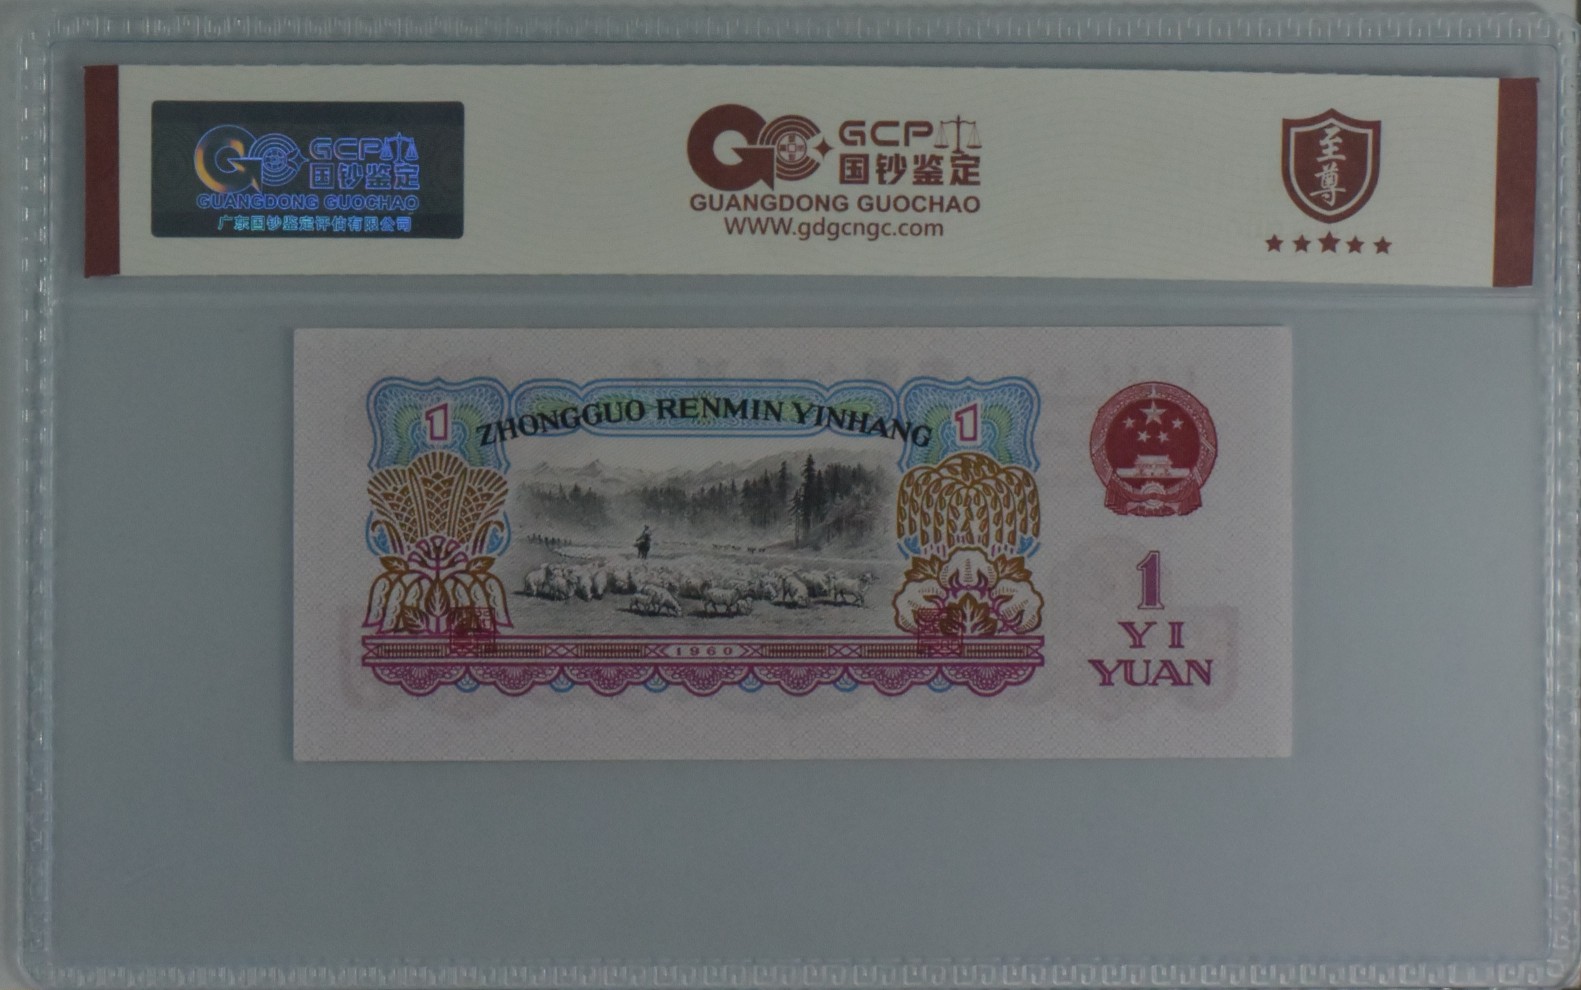 GCP
国钞鉴定
GUANGDONG GUOCHAO
广东国钞鉴定评估有限公司
GCP
国钞鉴定
GUANGDONG GUOCHAO
WWW.gdgcngc.com
至尊
1 ZHONGGUO RENMIN YINHANG 1
1960
1
YI
YUAN